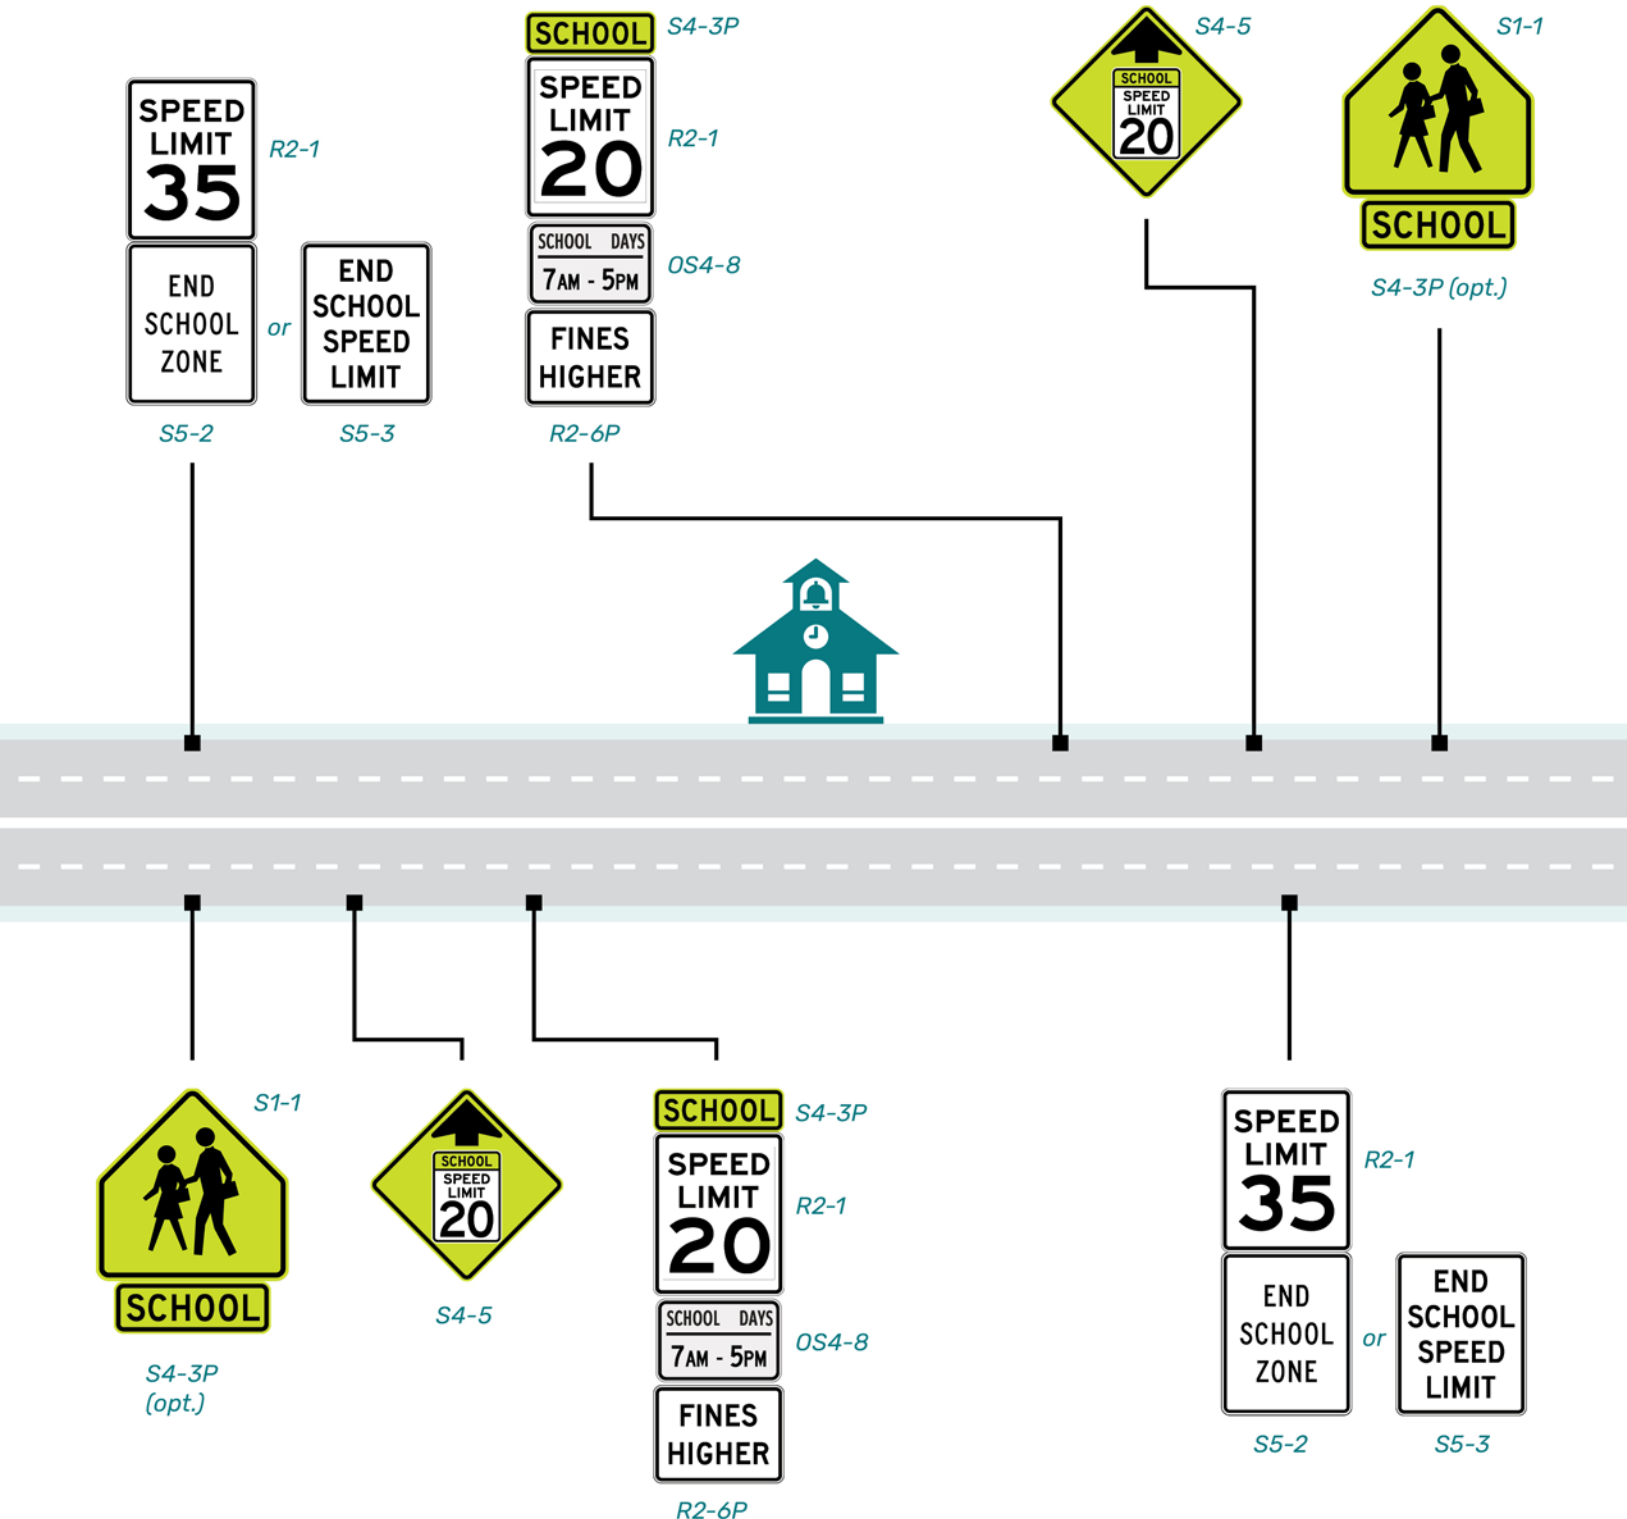 SPEED
LIMIT
35
R2-1
END
SCHOOL
ZONE
S5-2
or
END
SCHOOL
SPEED
LIMIT
S5-3
SCHOOL
S4-3P
SPEED
LIMIT
20
R2-1
SCHOOL DAYS
7AM - 5PM
OS4-8
FINES
HIGHER
R2-6P
S4-5
SCHOOL
SPEED
LIMIT
20
S1-1
SCHOOL
S4-3P (opt.)
S1-1
SCHOOL
S4-3P
(opt.)
SCHOOL
SPEED
LIMIT
20
S4-5
SCHOOL
S4-3P
SPEED
LIMIT
20
R2-1
SCHOOL DAYS
7AM - 5PM
OS4-8
FINES
HIGHER
R2-6P
SPEED
LIMIT
35
R2-1
END
SCHOOL
ZONE
S5-2
or
END
SCHOOL
SPEED
LIMIT
S5-3